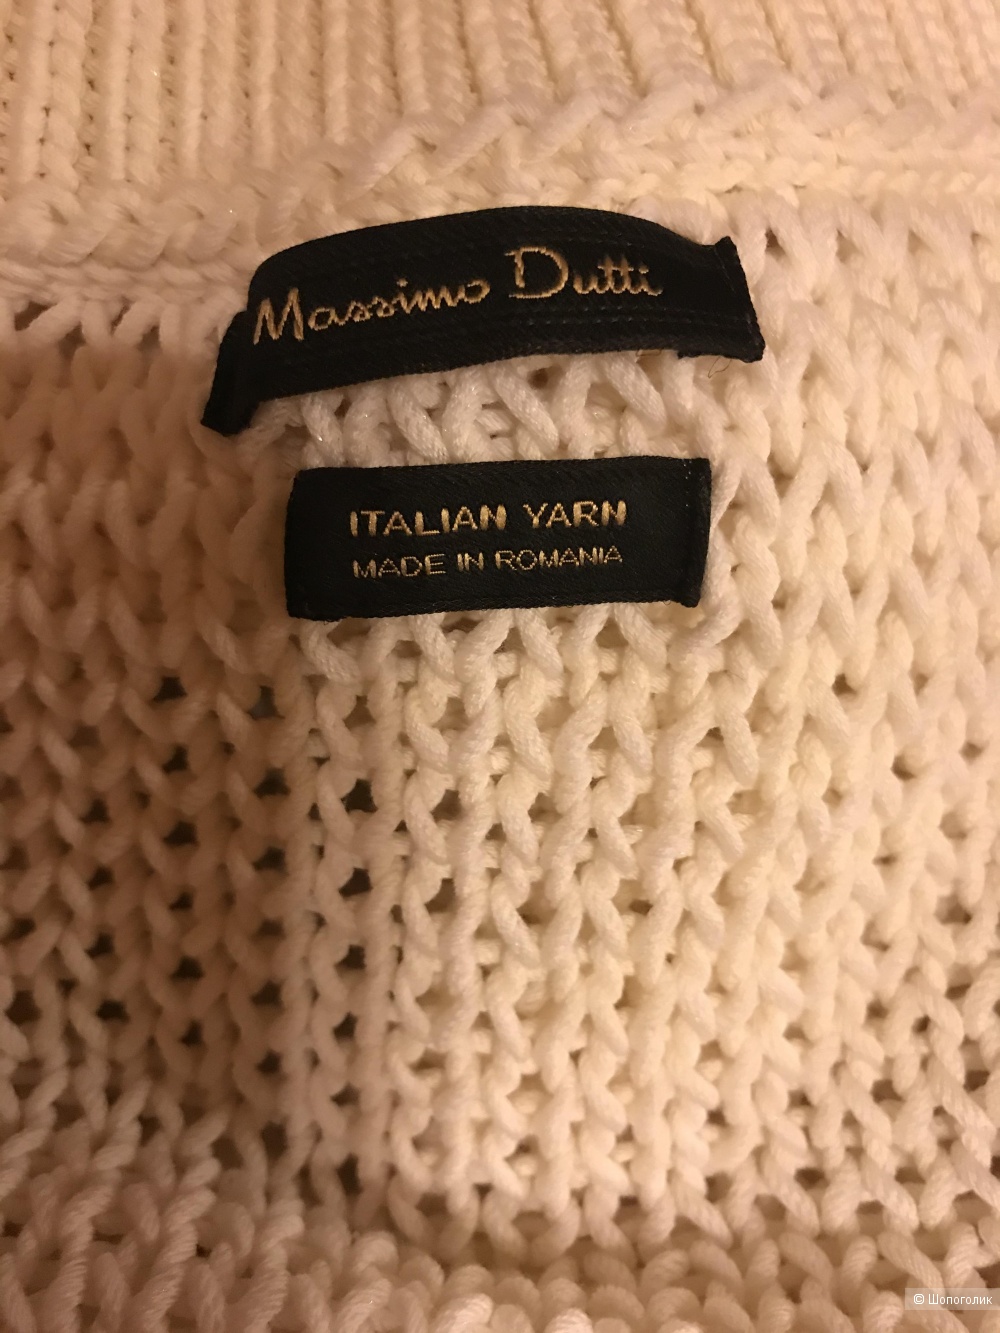 Massimo Dutti
ITALIAN YARN
MADE IN ROMANIA
© Шопоголик